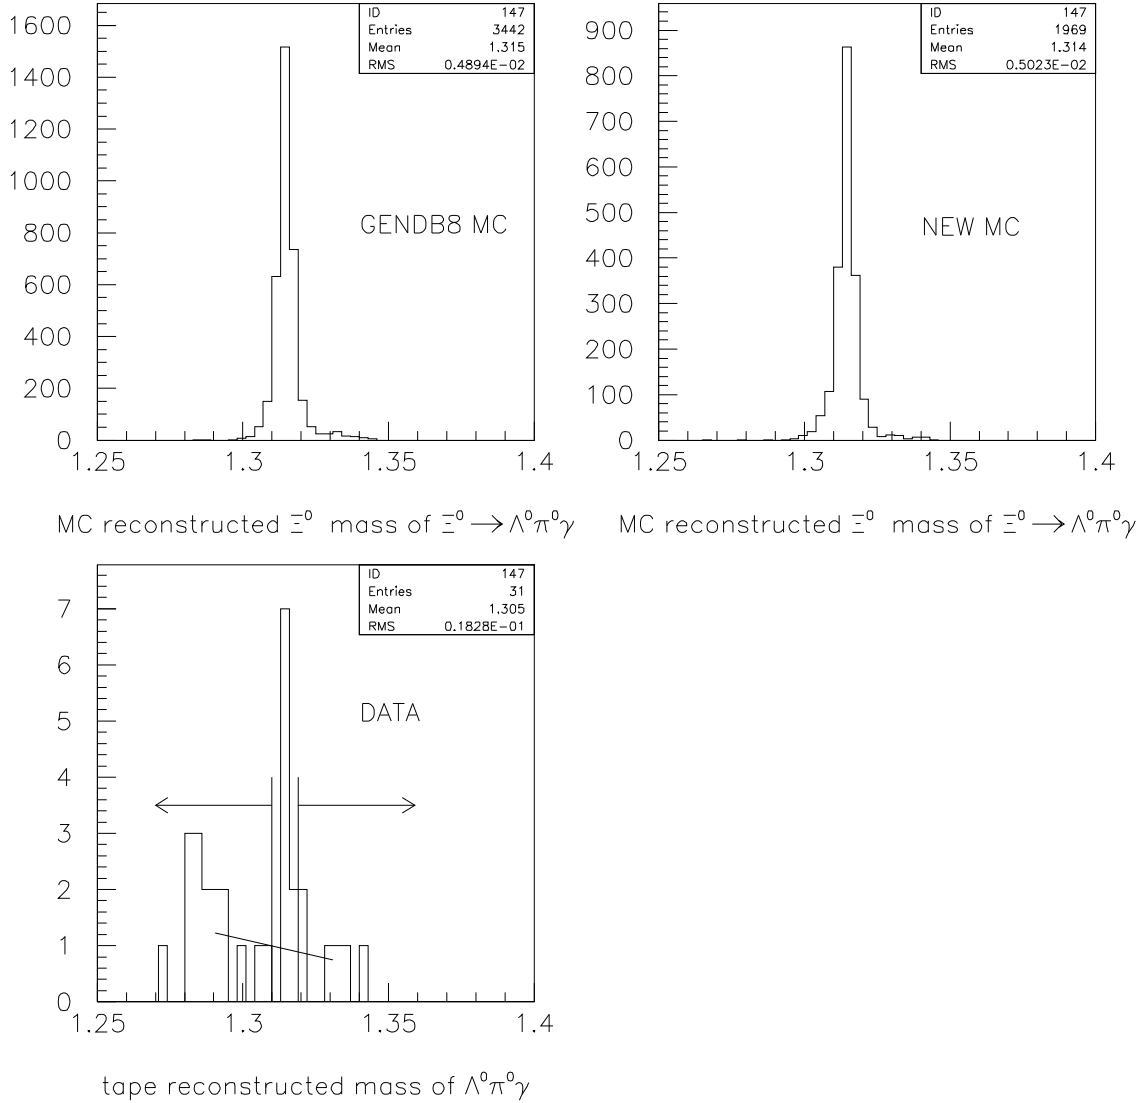 ID 147
Entries 3442
Mean 1.315
RMS 0.4894E-02
1600
1400
1200
1000
800
600
400
200
0
GENDB8 MC
1.25 1.3 1.35 1.4
MC reconstructed Ξ⁰ mass of Ξ⁰ → Λ⁰π⁰γ
ID 147
Entries 1969
Mean 1.314
RMS 0.5023E-02
900
800
700
600
500
400
300
200
100
0
NEW MC
1.25 1.3 1.35 1.4
MC reconstructed Ξ⁰ mass of Ξ⁰ → Λ⁰π⁰γ
ID 147
Entries 31
Mean 1.305
RMS 0.1828E-01
7
6
5
4
3
2
1
0
DATA
1.25 1.3 1.35 1.4
tape reconstructed mass of Λ⁰π⁰γ